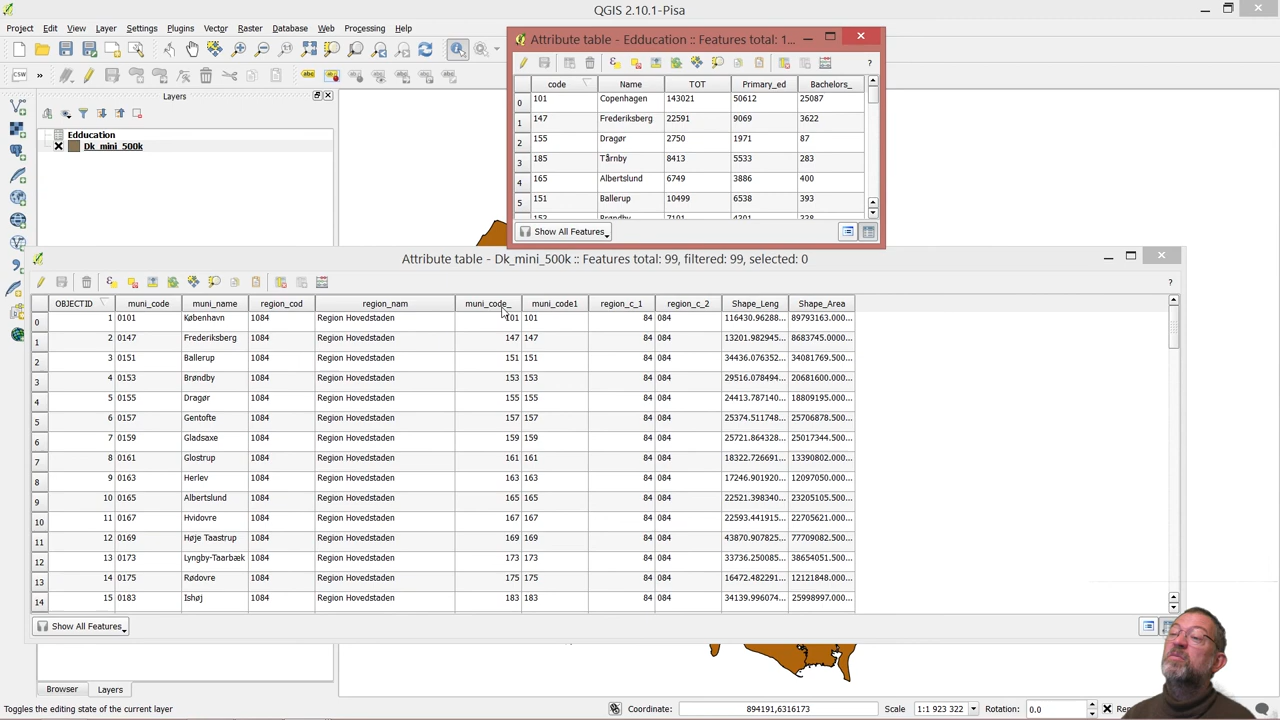 QGIS 2.10.1-Pisa
Project Edit View Layer Settings Plugins Vector Raster Database Web Processing Help
Attribute table - Edducation :: Features total: 1...
CSW
abc
Layers
Edducation
Dk_mini_500k
code Name TOT Primary_ed Bachelors_
0 101 Copenhagen 143021 50612 25087
1 147 Frederiksberg 22591 9069 3622
2 155 Dragør 2750 1971 87
3 185 Tårnby 8413 5533 283
4 165 Albertslund 6749 3886 400
5 151 Ballerup 10499 6538 393
153 Brøndby 7101 4301 338
Show All Features
Attribute table - Dk_mini_500k :: Features total: 99, filtered: 99, selected: 0
OBJECTID muni_code muni_name region_cod region_nam muni_code_ muni_code1 region_c_1 region_c_2 Shape_Leng Shape_Area
0 1 0101 København 1084 Region Hovedstaden 101 101 84 084 116430.96288... 89793163.000...
1 2 0147 Frederiksberg 1084 Region Hovedstaden 147 147 84 084 13201.982945... 8683745.0000...
2 3 0151 Ballerup 1084 Region Hovedstaden 151 151 84 084 34436.076352... 34081769.500...
3 4 0153 Brøndby 1084 Region Hovedstaden 153 153 84 084 29516.078494... 20681600.000...
4 5 0155 Dragør 1084 Region Hovedstaden 155 155 84 084 24413.787140... 18809195.000...
5 6 0157 Gentofte 1084 Region Hovedstaden 157 157 84 084 25374.511748... 25706878.500...
6 7 0159 Gladsaxe 1084 Region Hovedstaden 159 159 84 084 25721.864328... 25017344.500...
7 8 0161 Glostrup 1084 Region Hovedstaden 161 161 84 084 18322.726691... 13390802.000...
8 9 0163 Herlev 1084 Region Hovedstaden 163 163 84 084 17246.901920... 12097050.000...
9 10 0165 Albertslund 1084 Region Hovedstaden 165 165 84 084 22521.398340... 23205105.500...
10 11 0167 Hvidovre 1084 Region Hovedstaden 167 167 84 084 22593.441915... 22705621.000...
11 12 0169 Høje Taastrup 1084 Region Hovedstaden 169 169 84 084 43870.907825... 77709082.500...
12 13 0173 Lyngby-Taarbæk 1084 Region Hovedstaden 173 173 84 084 33736.250085... 38654051.500...
13 14 0175 Rødovre 1084 Region Hovedstaden 175 175 84 084 16472.482291... 12121848.000...
14 15 0183 Ishøj 1084 Region Hovedstaden 183 183 84 084 34139.996074... 25998997.000...
Show All Features
Browser Layers
Toggles the editing state of the current layer
Coordinate: 894191,6316173 Scale 1:1 923 322 Rotation: 0.0